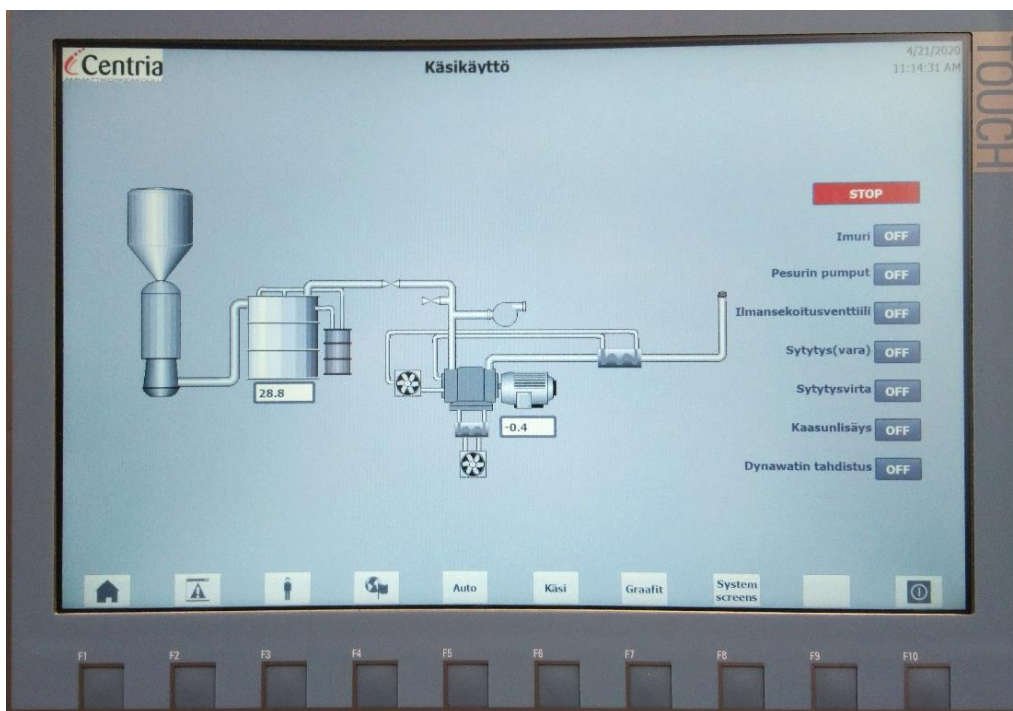 Centria
Käsikäyttö
4/21/2020
11:14:31 AM
TOUCH
STOP
Imuri OFF
Pesurin pumput OFF
Ilmansekoitusventtiili OFF
Sytytys(vara) OFF
Sytytysvirta OFF
Kaasunlisäys OFF
Dynawatin tahdistus OFF
28.8
-0.4
Auto
Käsi
Graafit
System
screens
F1
F2
F3
F4
F5
F6
F7
F8
F9
F10